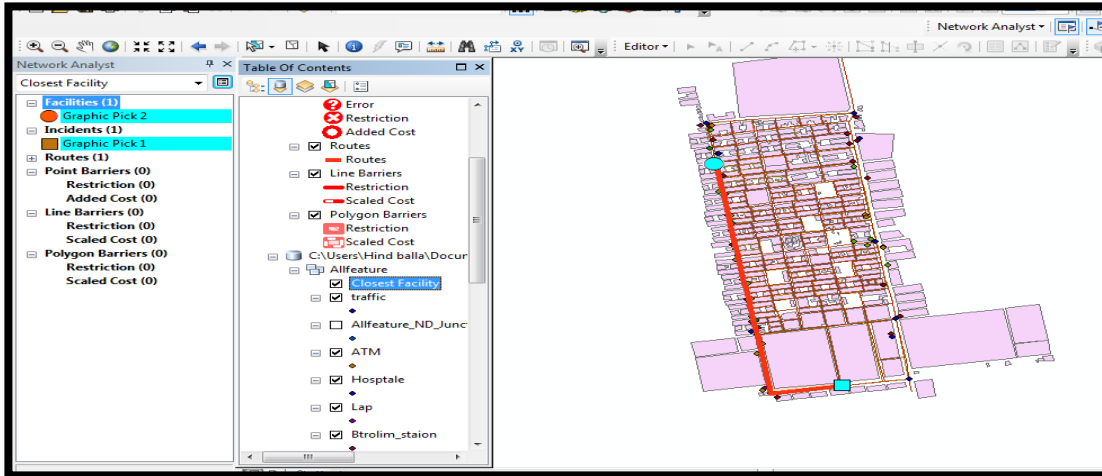 Network Analyst
Editor
Network Analyst
Closest Facility
Facilities (1)
Graphic Pick 2
Incidents (1)
Graphic Pick 1
Routes (1)
Point Barriers (0)
Restriction (0)
Added Cost (0)
Line Barriers (0)
Restriction (0)
Scaled Cost (0)
Polygon Barriers (0)
Restriction (0)
Scaled Cost (0)
Table Of Contents
Error
Restriction
Added Cost
Routes
Routes
Line Barriers
Restriction
Scaled Cost
Polygon Barriers
Restriction
Scaled Cost
C:\Users\Hind balla\Docur
Allfeature
Closest Facility
traffic
Allfeature_ND_Junc
ATM
Hosptale
Lap
Btrolim_staion